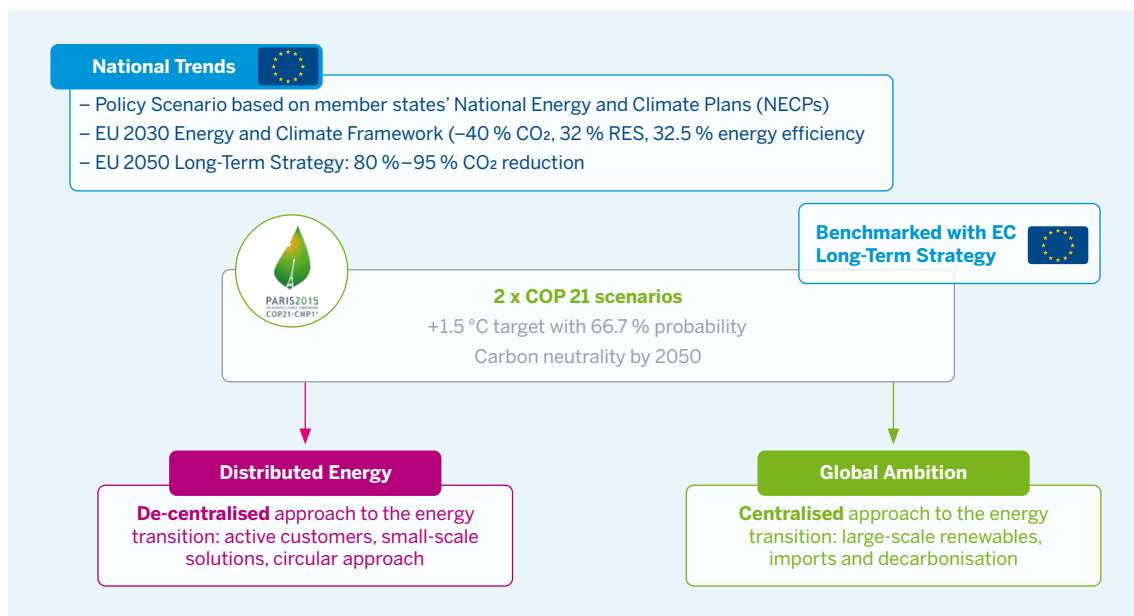 National Trends
– Policy Scenario based on member states’ National Energy and Climate Plans (NECPs)
– EU 2030 Energy and Climate Framework (–40 % CO₂, 32 % RES, 32.5 % energy efficiency
– EU 2050 Long-Term Strategy: 80 %–95 % CO₂ reduction
Benchmarked with EC
Long-Term Strategy
PARIS2015
COP21·CMP11
2 x COP 21 scenarios
+1.5 °C target with 66.7 % probability
Carbon neutrality by 2050
Distributed Energy
De-centralised approach to the energy
transition: active customers, small-scale
solutions, circular approach
Global Ambition
Centralised approach to the energy
transition: large-scale renewables,
imports and decarbonisation